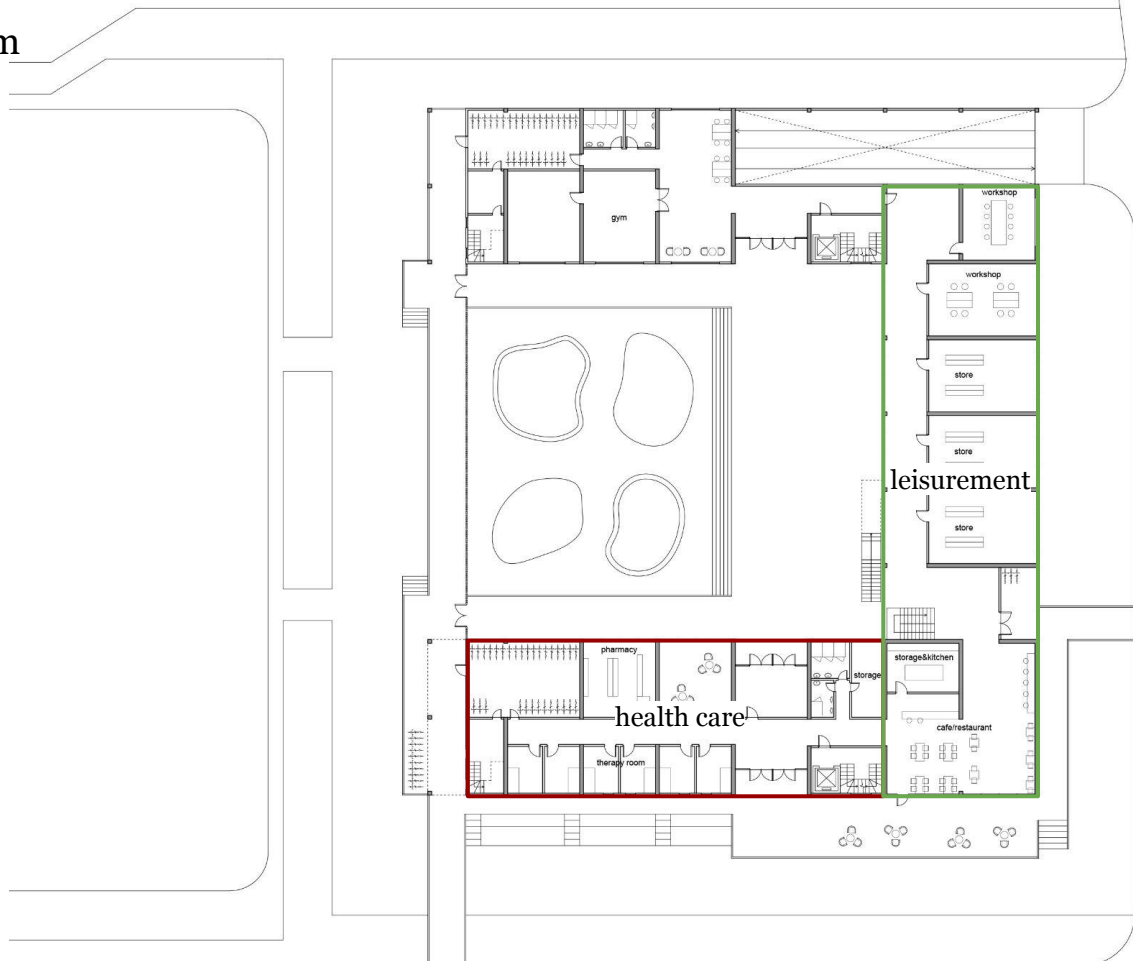 m
workshop
gym
workshop
store
store
leisurement
store
pharmacy
storage&kitchen
storage
health care
cafe/restaurant
therapy room